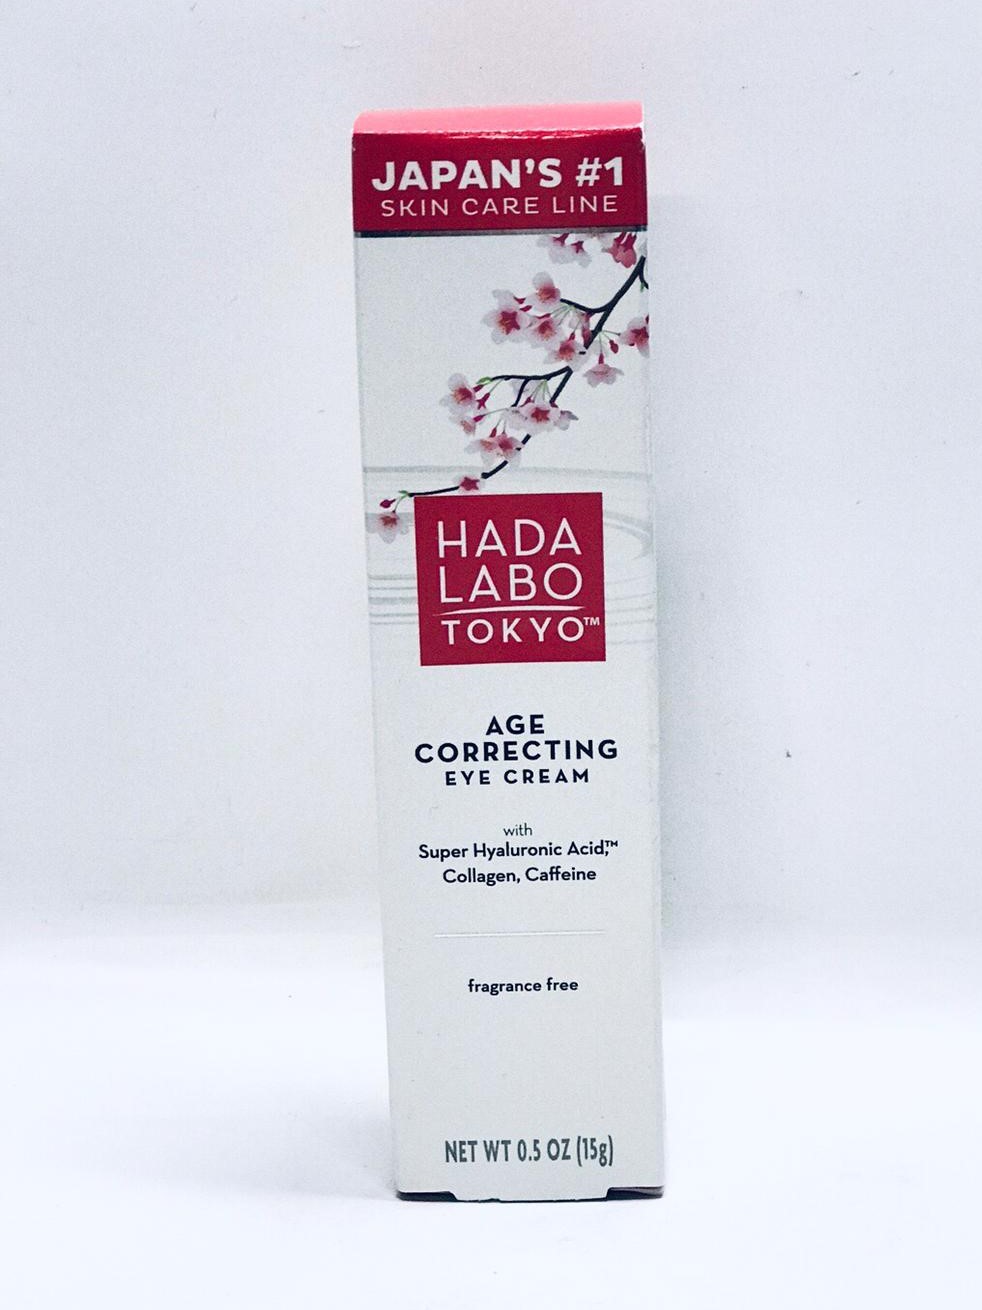 JAPAN'S #1
SKIN CARE LINE
HADA
LABO
TOKYO™
AGE
CORRECTING
EYE CREAM
with
Super Hyaluronic Acid,™
Collagen, Caffeine
fragrance free
NET WT 0.5 OZ (15g)